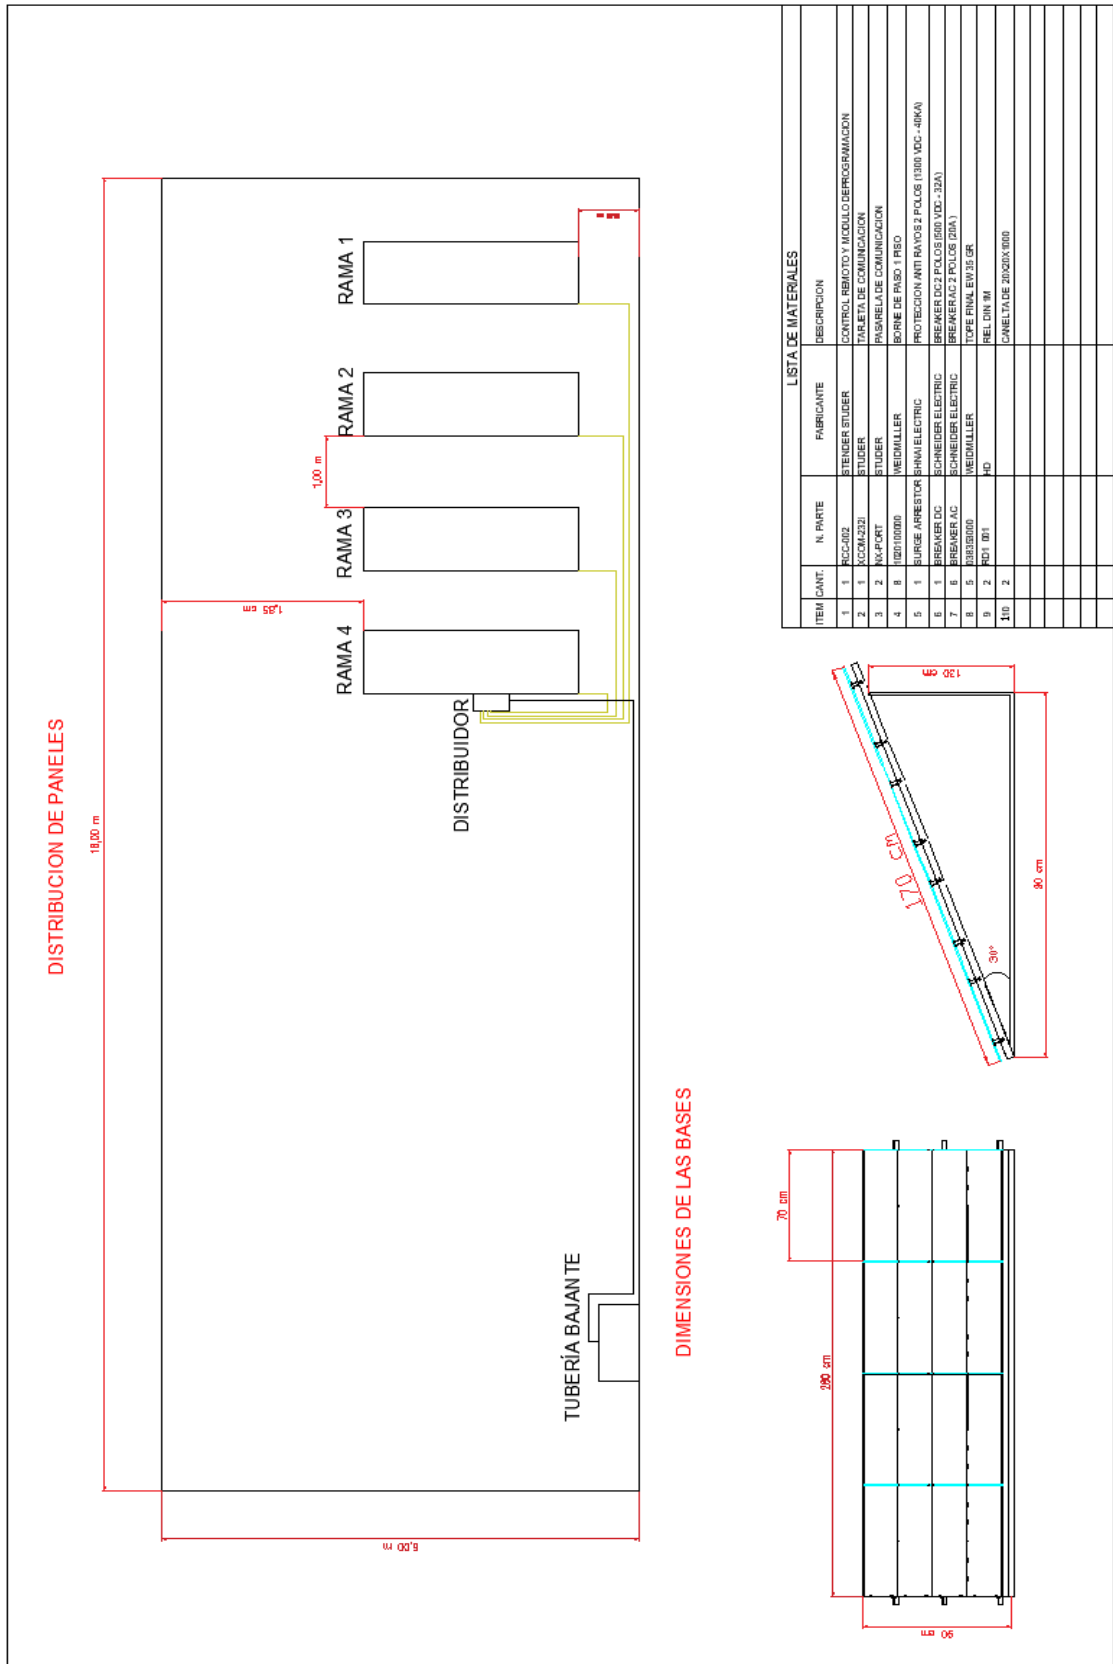 DISTRIBUCION DE PANELES
18,00 m
5,00 m
1,85 cm
1,00 m
RAMA 4
RAMA 3
RAMA 2
RAMA 1
DISTRIBUIDOR
TUBERÍA BAJANTE
DIMENSIONES DE LAS BASES
280 cm
70 cm
90 cm
170 cm
130 cm
30°
90 cm
LISTA DE MATERIALES
ITEM CANT. N. PARTE FABRICANTE DESCRIPCION
1 1 RCC-002 STENDER STUDER CONTROL REMOTO Y MODULO DEPROGRAMACION
2 1 XCOM-232I STUDER TARJETA DE COMUNICACION
3 2 NX-PORT STUDER PASARELA DE COMUNICACION
4 8 1020100000 WEIDMULLER BORNE DE PASO 1 PISO
5 1 SURGE ARRESTOR SHNAI ELECTRIC PROTECCION ANTI RAYOS 2 POLOS (1300 VDC - 40KA)
6 1 BREAKER DC SCHNEIDER ELECTRIC BREAKER DC 2 POLOS (500 VDC - 32A)
7 6 BREAKER AC SCHNEIDER ELECTRIC BREAKER AC 2 POLOS (20A )
8 5 WEIDMULLER TOPE FINAL EW 35 GR
9 2 RD1 001 HD RIEL DIN 1M
110 2 CANELTA DE 20X20X1000